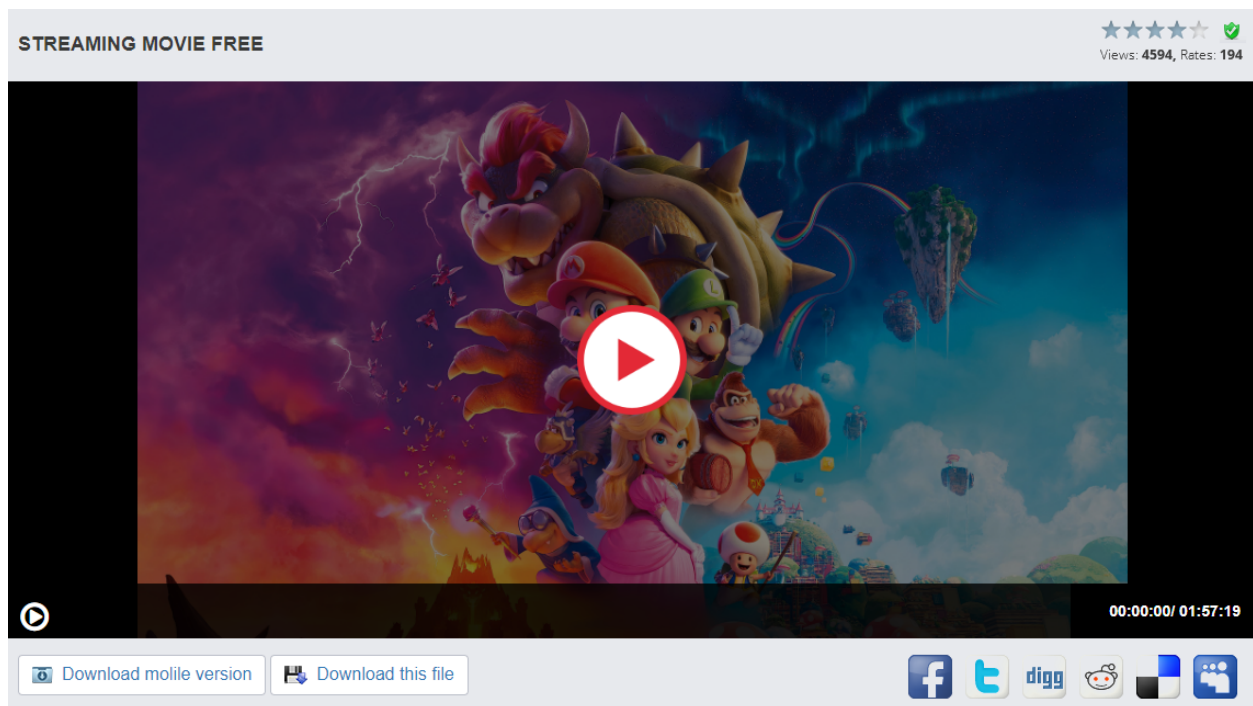 STREAMING MOVIE FREE
Views: 4594, Rates: 194
M
L
DK
00:00:00/ 01:57:19
Download molile version
Download this file
f
t
digg